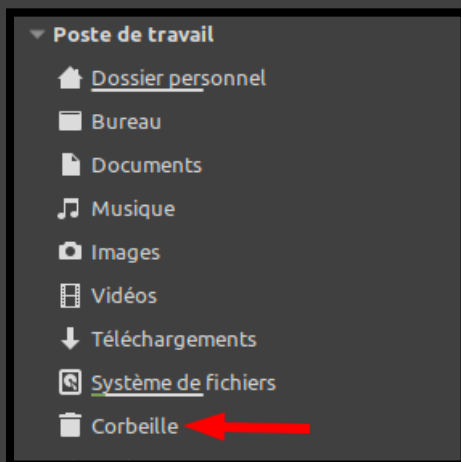 Poste de travail
Dossier personnel
Bureau
Documents
Musique
Images
Vidéos
Téléchargements
Système de fichiers
Corbeille